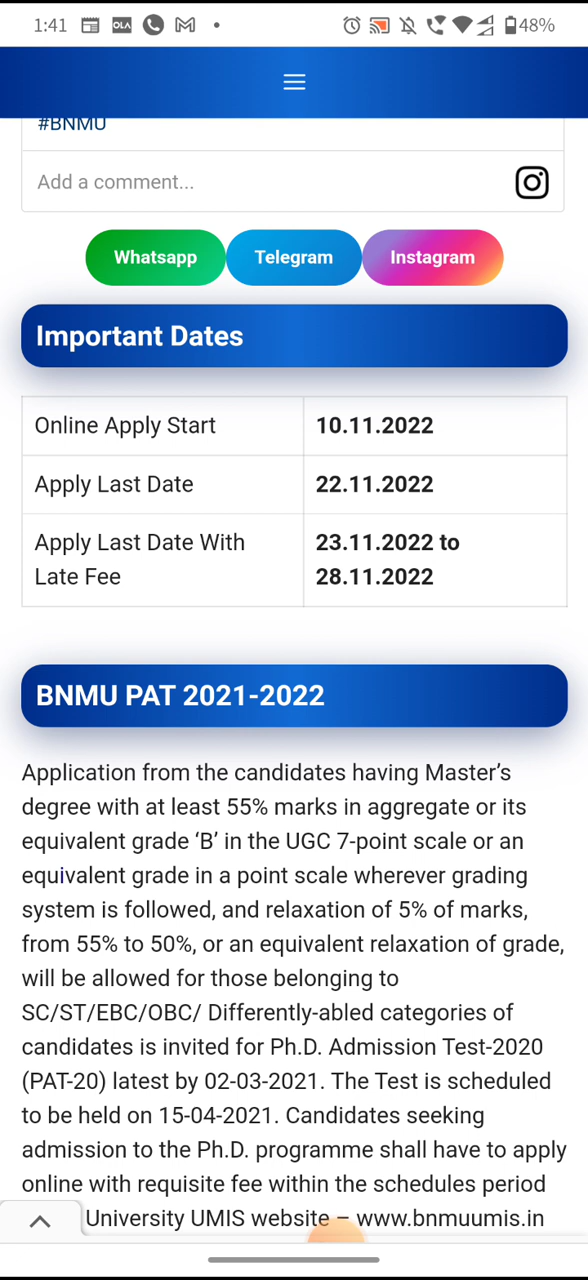 1:41
OLA
48%
#BNMU
Add a comment...
Whatsapp Telegram Instagram
Important Dates
Online Apply Start 10.11.2022
Apply Last Date 22.11.2022
Apply Last Date With 23.11.2022 to
Late Fee 28.11.2022
BNMU PAT 2021-2022
Application from the candidates having Master’s
degree with at least 55% marks in aggregate or its
equivalent grade ‘B’ in the UGC 7-point scale or an
equivalent grade in a point scale wherever grading
system is followed, and relaxation of 5% of marks,
from 55% to 50%, or an equivalent relaxation of grade,
will be allowed for those belonging to
SC/ST/EBC/OBC/ Differently-abled categories of
candidates is invited for Ph.D. Admission Test-2020
(PAT-20) latest by 02-03-2021. The Test is scheduled
to be held on 15-04-2021. Candidates seeking
admission to the Ph.D. programme shall have to apply
online with requisite fee within the schedules period
University UMIS website – www.bnmuumis.in